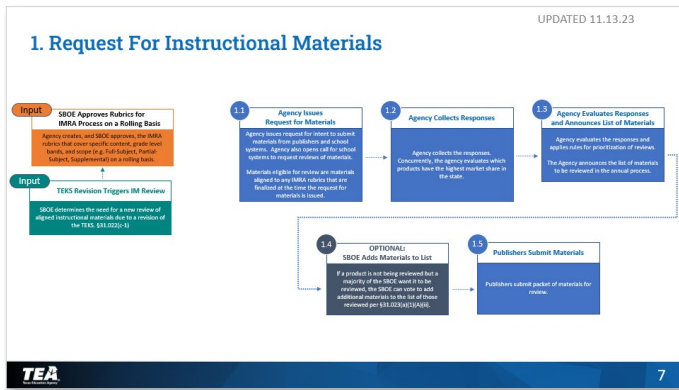 UPDATED 11.13.23
1. Request For Instructional Materials
Input
SBOE Approves Rubrics for
IMRA Process on a Rolling Basis
Agency creates, and SBOE approves, the IMRA
rubrics that cover specific content, grade level
bands, and scope (e.g. Full-Subject, Partial-
Subject, Supplemental) on a rolling basis.
Input
TEKS Revision Triggers IM Review
SBOE determines the need for a new review of
aligned instructional materials due to a revision of
the TEKS. §31.022(c-1)
1.1
Agency Issues
Request for Materials
Agency issues request for intent to submit
materials from publishers and school
systems. Agency also opens call for school
systems to request reviews of materials.
Materials eligible for review are materials
aligned to any IMRA rubrics that are
finalized at the time the request for
materials is issued.
1.2
Agency Collects Responses
Agency collects the responses.
Concurrently, the agency evaluates which
products have the highest market share in
the state.
1.3
Agency Evaluates Responses
and Announces List of Materials
Agency evaluates the responses and
applies rules for prioritization of reviews.
The Agency announces the list of materials
to be reviewed in the annual process.
1.4
OPTIONAL:
SBOE Adds Materials to List
If a product is not being reviewed but a
majority of the SBOE want it to be
reviewed, the SBOE can vote to add
additional materials to the list of those
reviewed per §31.023(a)(1)(A)(ii).
1.5
Publishers Submit Materials
Publishers submit packet of materials for
review.
TEA
Texas Education Agency
7